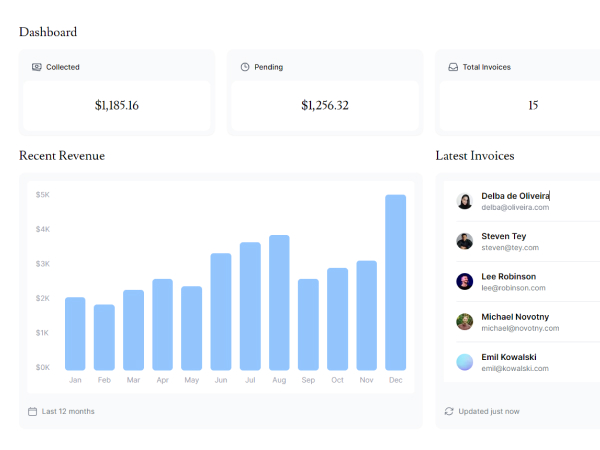 Dashboard
Collected
Pending
Total Invoices
$1,185.16
$1,256.32
15
Recent Revenue
Latest Invoices
$5K
$4K
$3K
$2K
$1K
$0K
Jan Feb Mar Apr May Jun Jul Aug Sep Oct Nov Dec
Last 12 months
Delba de Oliveira
delba@oliveira.com
Steven Tey
steven@tey.com
Lee Robinson
lee@robinson.com
Michael Novotny
michael@novotny.com
Emil Kowalski
emil@kowalski.com
Updated just now